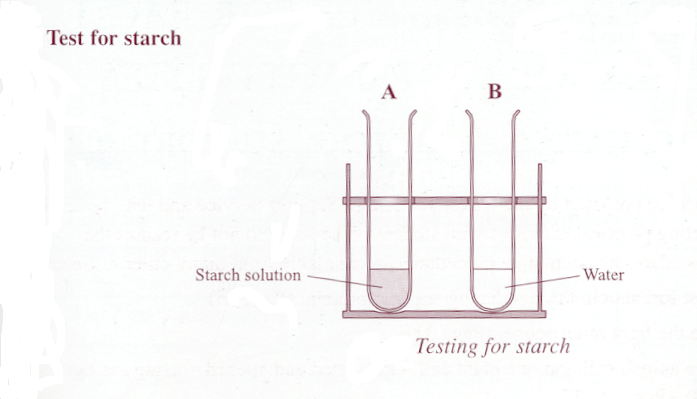 Test for starch
A B
Starch solution
Water
Testing for starch